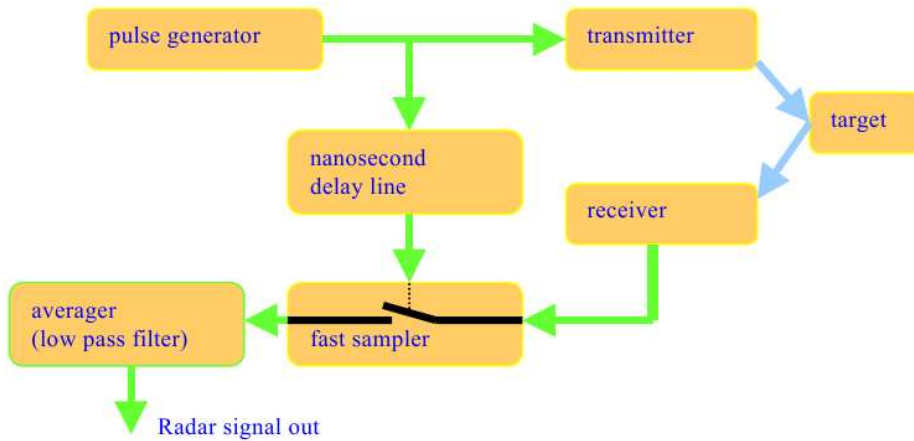 pulse generator
transmitter
target
nanosecond
delay line
receiver
averager
(low pass filter)
fast sampler
Radar signal out